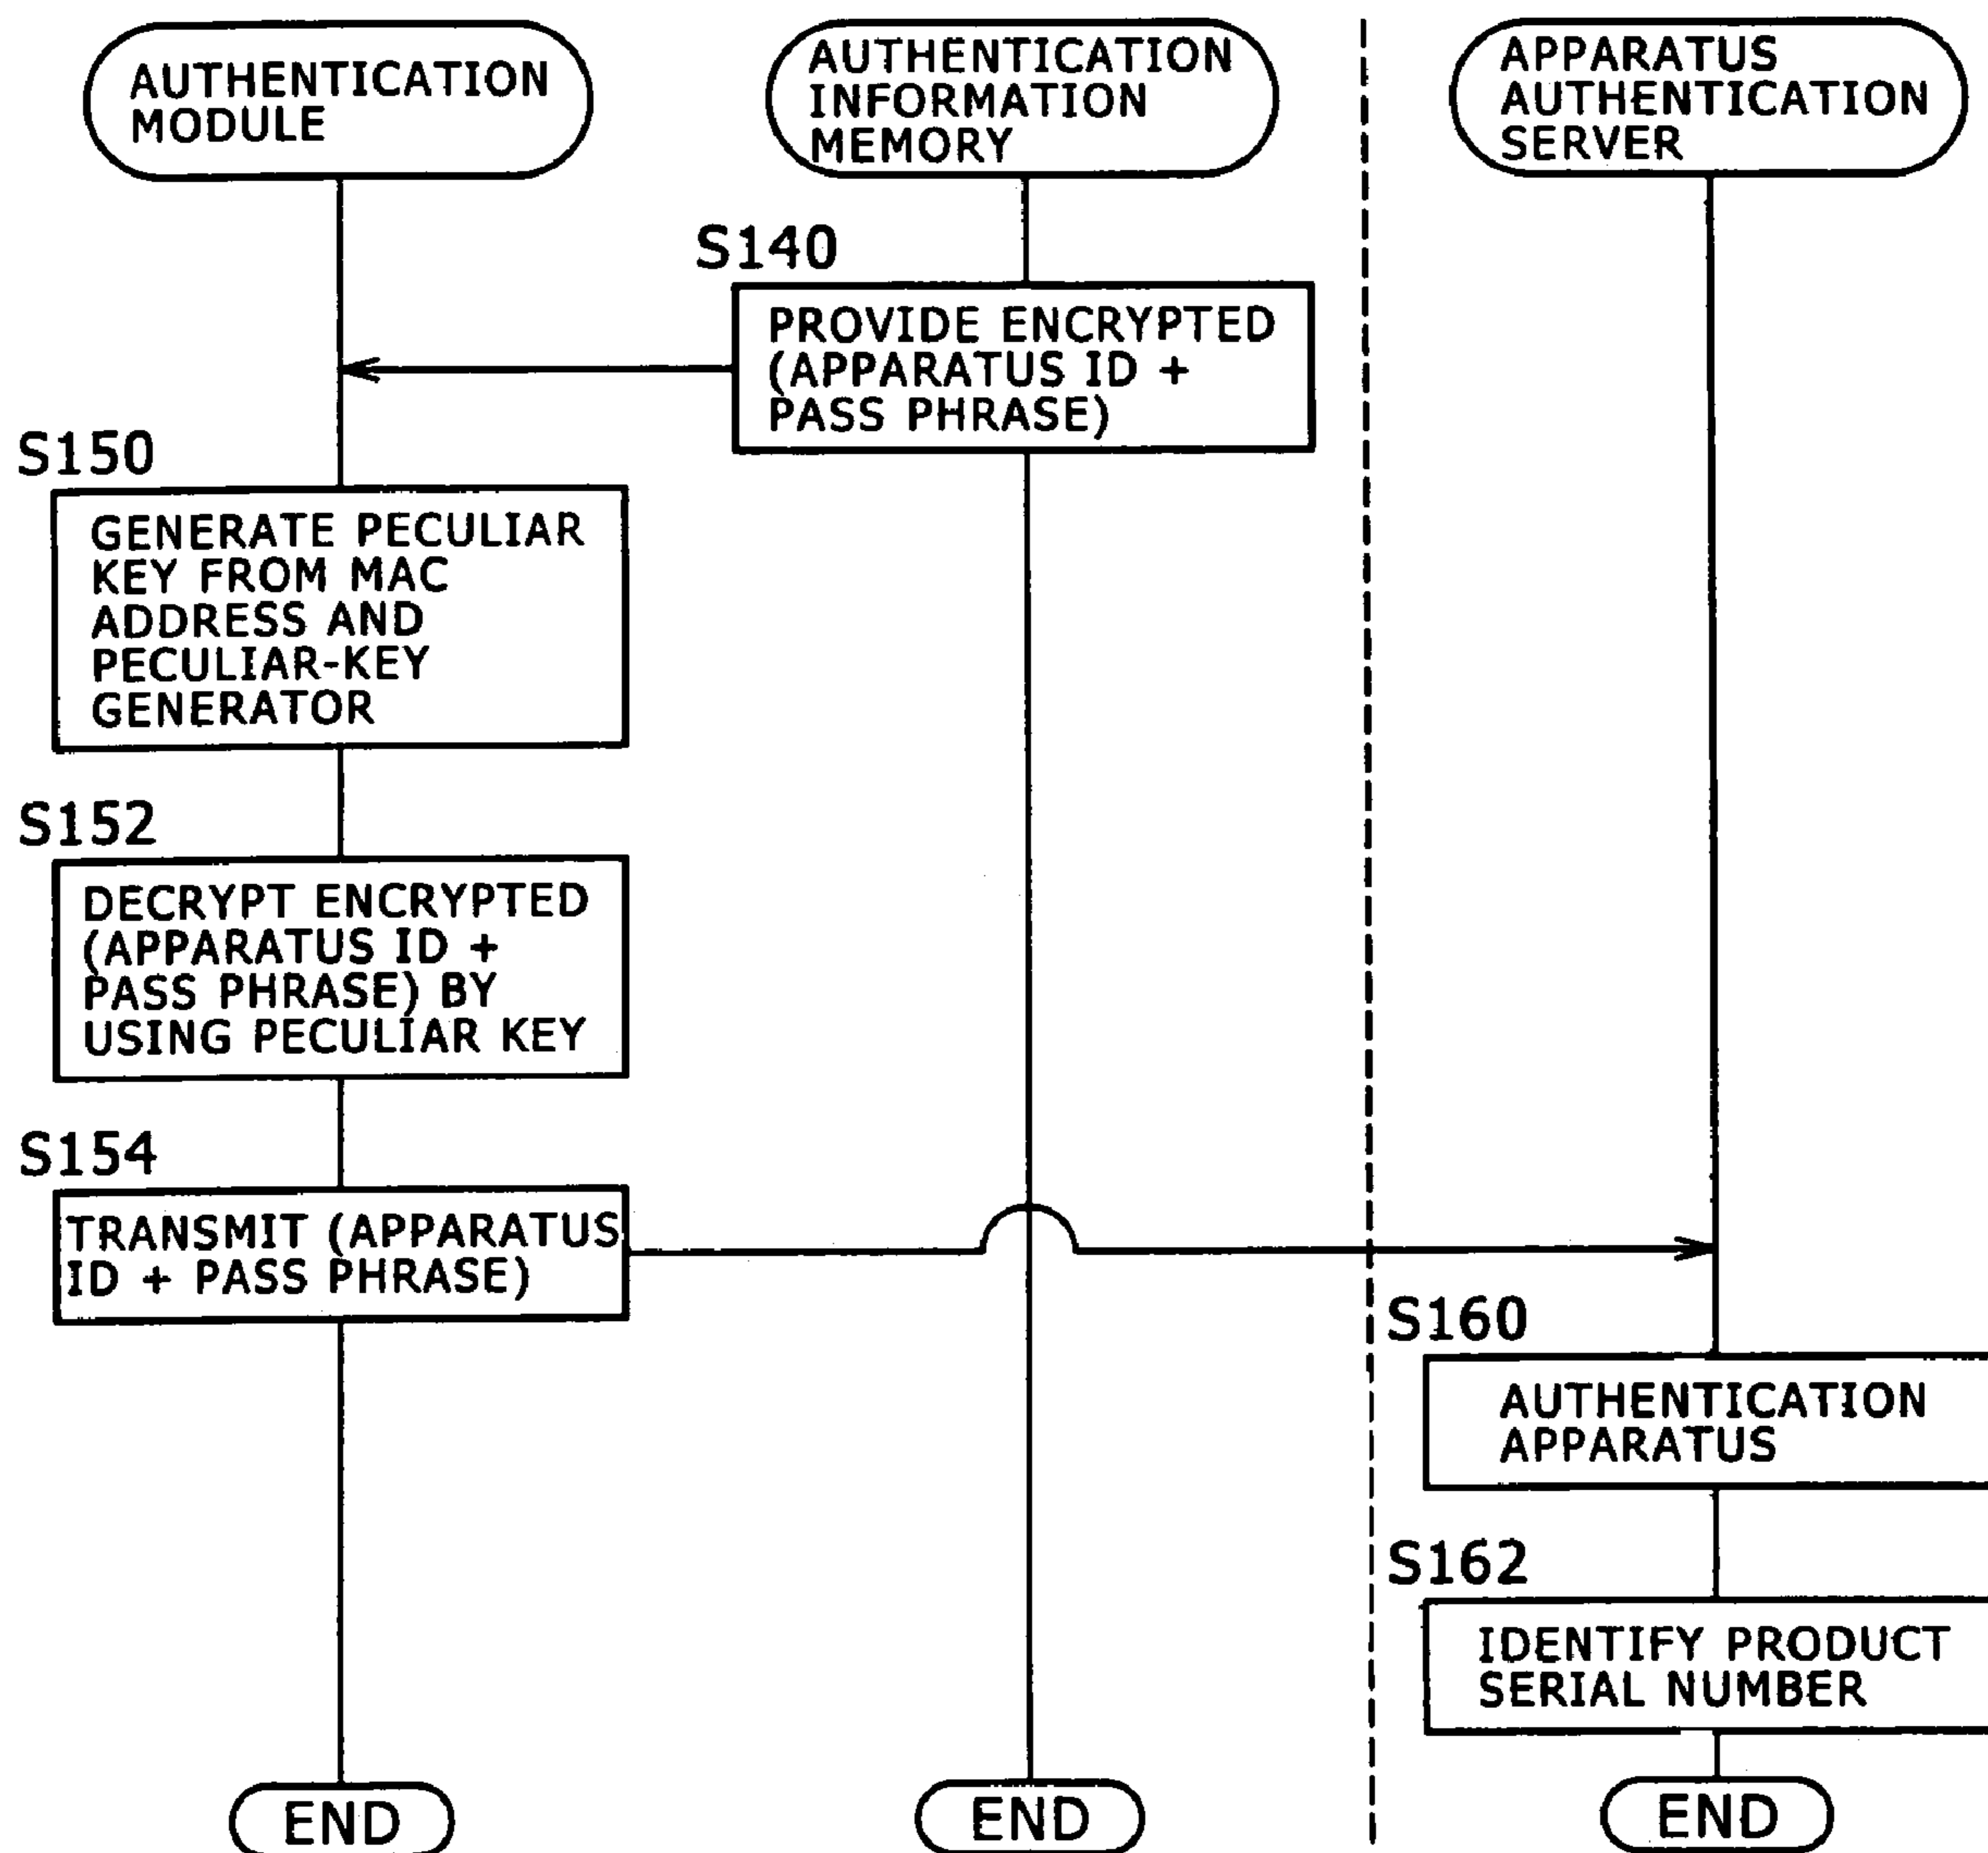 AUTHENTICATION
MODULE
AUTHENTICATION
INFORMATION
MEMORY
APPARATUS
AUTHENTICATION
SERVER
S140
PROVIDE ENCRYPTED
(APPARATUS ID +
PASS PHRASE)
S150
GENERATE PECULIAR
KEY FROM MAC
ADDRESS AND
PECULIAR-KEY
GENERATOR
S152
DECRYPT ENCRYPTED
(APPARATUS ID +
PASS PHRASE) BY
USING PECULIAR KEY
S154
TRANSMIT (APPARATUS
ID + PASS PHRASE)
S160
AUTHENTICATION
APPARATUS
S162
IDENTIFY PRODUCT
SERIAL NUMBER
END
END
END